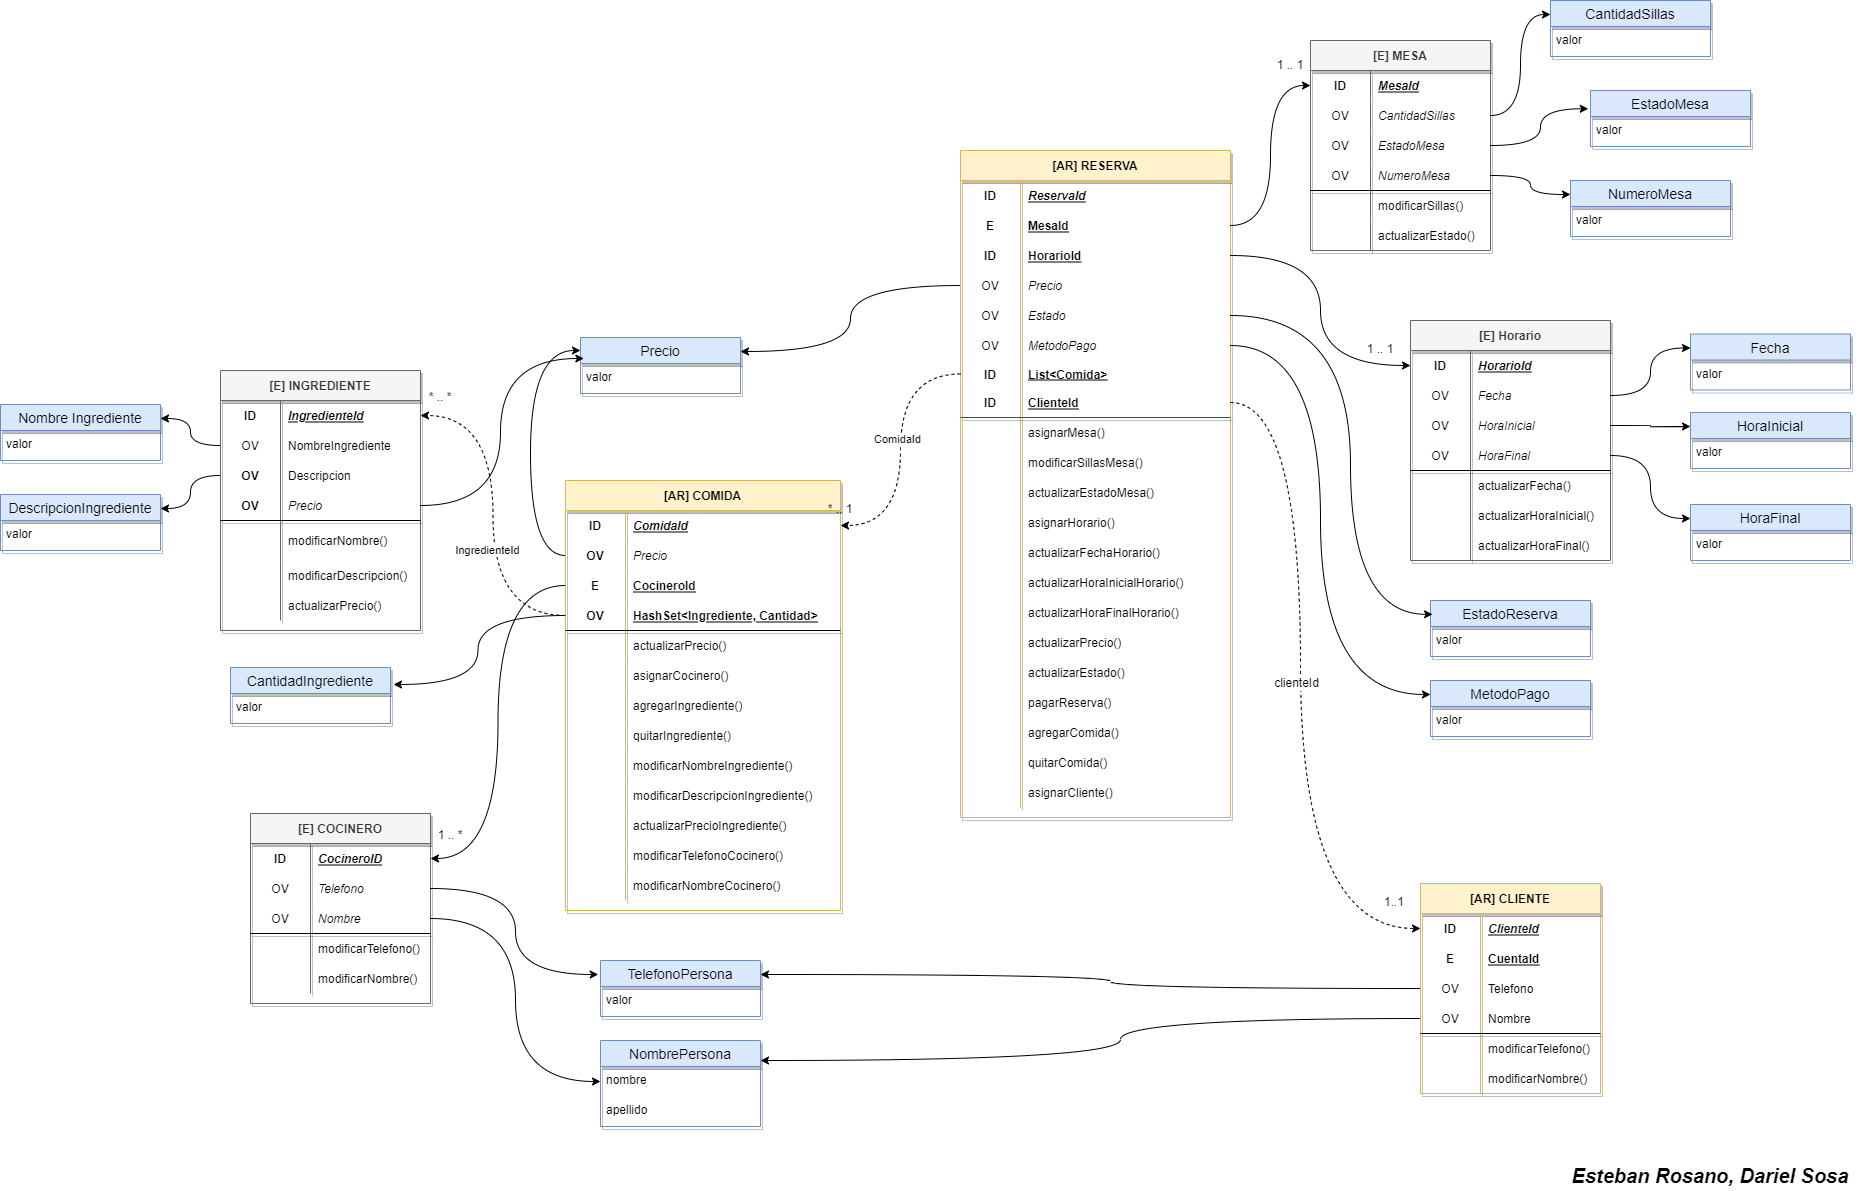 CantidadSillas
valor
[E] MESA
1 .. 1
ID MesaId
OV CantidadSillas
OV EstadoMesa
OV NumeroMesa
modificarSillas()
actualizarEstado()
EstadoMesa
valor
NumeroMesa
valor
[AR] RESERVA
ID ReservaId
E MesaId
ID HorarioId
OV Precio
OV Estado
OV MetodoPago
ID List<Comida>
ID ClienteId
asignarMesa()
modificarSillasMesa()
actualizarEstadoMesa()
asignarHorario()
actualizarFechaHorario()
actualizarHoraInicialHorario()
actualizarHoraFinalHorario()
actualizarPrecio()
actualizarEstado()
pagarReserva()
agregarComida()
quitarComida()
asignarCliente()
[E] Horario
1 .. 1
ID HorarioId
OV Fecha
OV HoraInicial
OV HoraFinal
actualizarFecha()
actualizarHoraInicial()
actualizarHoraFinal()
Fecha
valor
HoraInicial
valor
HoraFinal
valor
Precio
valor
[E] INGREDIENTE
* .. *
ID IngredienteId
OV NombreIngrediente
OV Descripcion
OV Precio
modificarNombre()
modificarDescripcion()
actualizarPrecio()
Nombre Ingrediente
valor
DescripcionIngrediente
valor
ComidaId
IngredienteId
[AR] COMIDA
* .. 1
ID ComidaId
OV Precio
E CocineroId
OV HashSet<Ingrediente, Cantidad>
actualizarPrecio()
asignarCocinero()
agregarIngrediente()
quitarIngrediente()
modificarNombreIngrediente()
modificarDescripcionIngrediente()
actualizarPrecioIngrediente()
modificarTelefonoCocinero()
modificarNombreCocinero()
EstadoReserva
valor
CantidadIngrediente
valor
MetodoPago
valor
clienteId
[E] COCINERO
1 .. *
ID CocineroID
OV Telefono
OV Nombre
modificarTelefono()
modificarNombre()
[AR] CLIENTE
1..1
ID ClienteId
E CuentaId
OV Telefono
OV Nombre
modificarTelefono()
modificarNombre()
TelefonoPersona
valor
NombrePersona
nombre
apellido
Esteban Rosano, Dariel Sosa